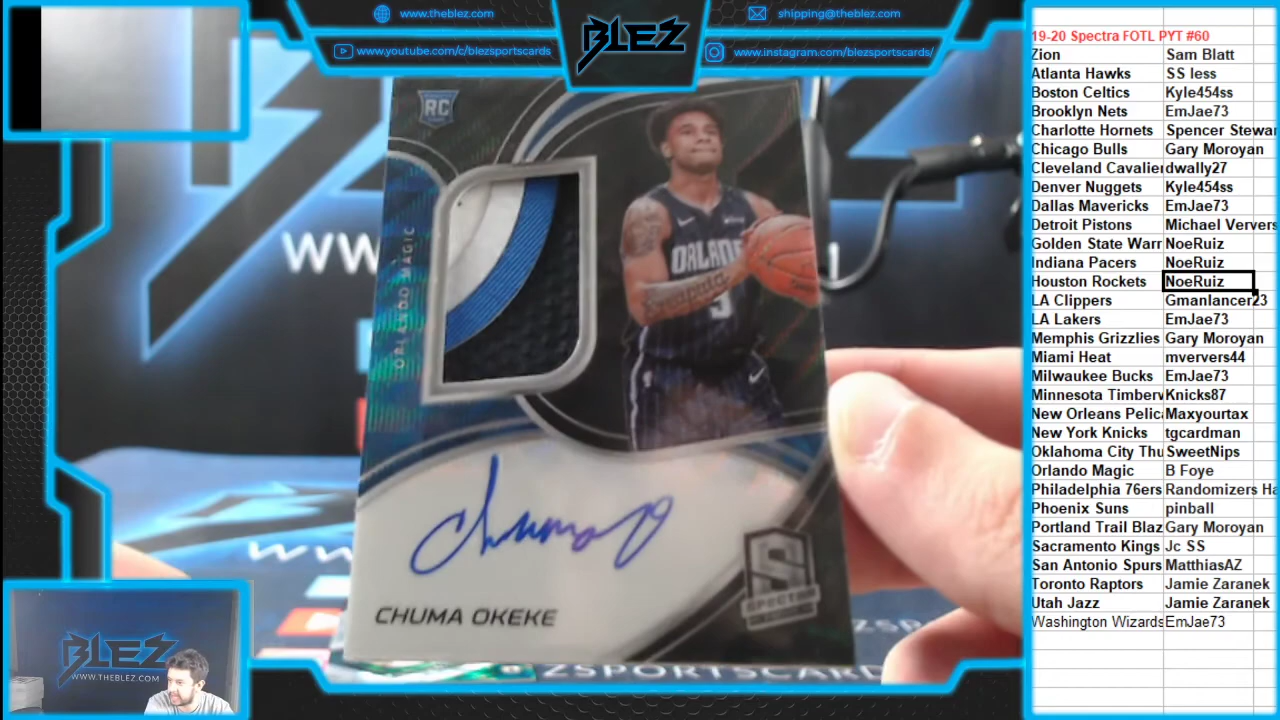 www.theblez.com
www.youtube.com/c/blezsportscards
BLEZ
shipping@theblez.com
www.instagram.com/blezsportscards/
RC
ORLANDO MAGIC
ORLAN
5
Chuma
CHUMA OKEKE
S
SPECTRA
ww
ww
ZSPORTSCARD
BLEZ
WWW.THEBLEZ.COM
19-20 Spectra FOTL PYT #60
Zion Sam Blatt
Atlanta Hawks SS less
Boston Celtics Kyle454ss
Brooklyn Nets EmJae73
Charlotte Hornets Spencer Stewar
Chicago Bulls Gary Moroyan
Cleveland Cavalier dwally27
Denver Nuggets Kyle454ss
Dallas Mavericks EmJae73
Detroit Pistons Michael Ververs
Golden State Warr NoeRuiz
Indiana Pacers NoeRuiz
Houston Rockets NoeRuiz
LA Clippers Gmanlancer23
LA Lakers EmJae73
Memphis Grizzlies Gary Moroyan
Miami Heat mververs44
Milwaukee Bucks EmJae73
Minnesota Timberv Knicks87
New Orleans Pelica Maxyourtax
New York Knicks tgcardman
Oklahoma City Thu SweetNips
Orlando Magic B Foye
Philadelphia 76ers Randomizers Ha
Phoenix Suns pinball
Portland Trail Blaz Gary Moroyan
Sacramento Kings Jc SS
San Antonio Spurs MatthiasAZ
Toronto Raptors Jamie Zaranek
Utah Jazz Jamie Zaranek
Washington Wizards EmJae73